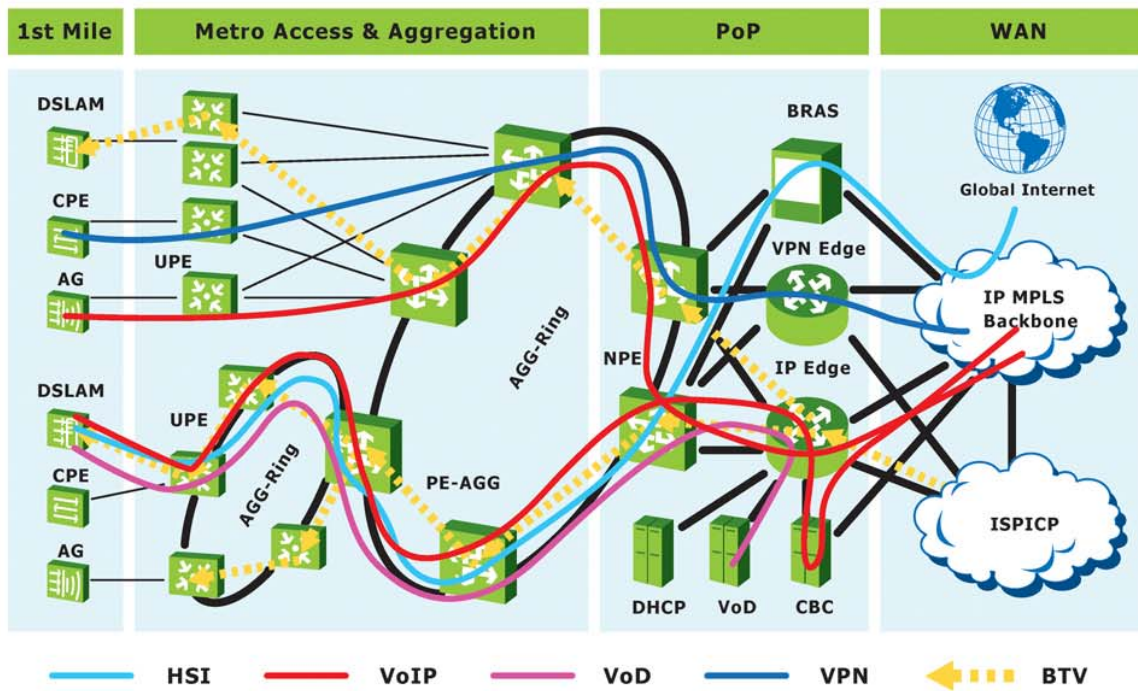 1st Mile
Metro Access & Aggregation
PoP
WAN
DSLAM
CPE
AG
UPE
DSLAM
CPE
AG
UPE
AGG-Ring
AGG-Ring
PE-AGG
NPE
BRAS
VPN Edge
IP Edge
DHCP
VoD
CBC
Global Internet
IP MPLS
Backbone
ISPICP
HSI
VoIP
VoD
VPN
BTV